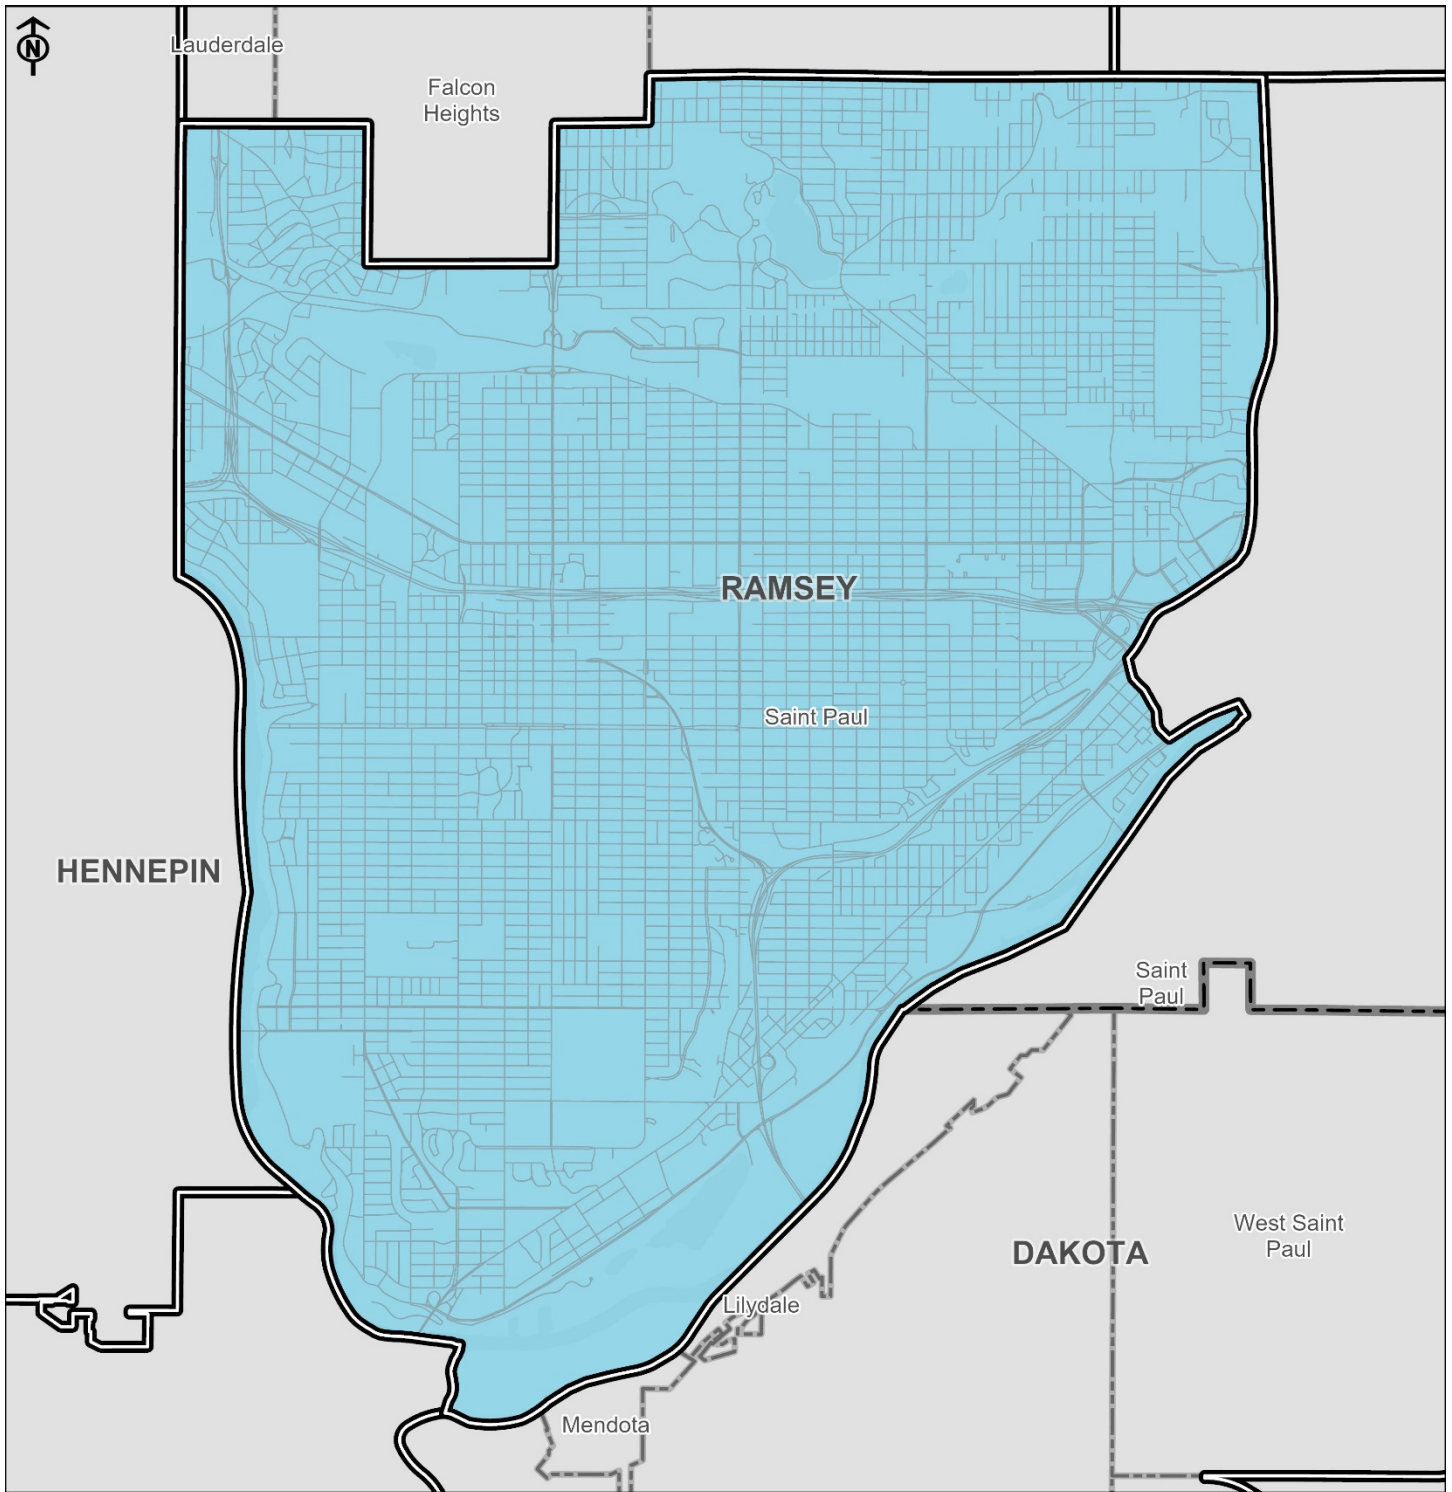 N
Lauderdale
Falcon
Heights
RAMSEY
Saint Paul
HENNEPIN
Saint
Paul
West Saint
Paul
DAKOTA
Lilydale
Mendota